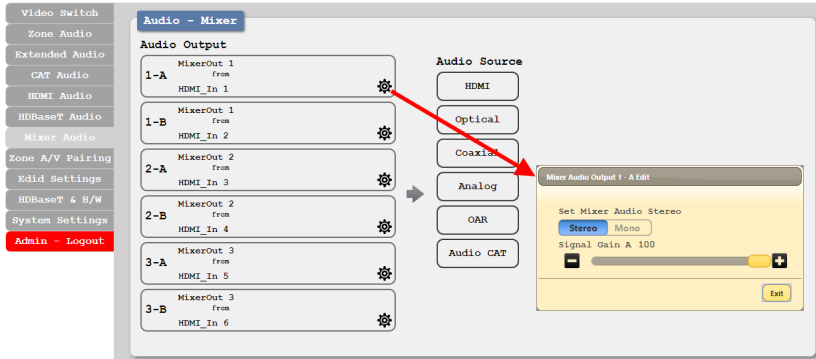 Video Switch
Zone Audio
Extended Audio
CAT Audio
HDMI Audio
HDBaseT Audio
Mixer Audio
Zone A/V Pairing
Edid Settings
HDBaseT & H/W
System Settings
Admin - Logout
Audio - Mixer
Audio Output
1-A
MixerOut 1
from
HDMI_In 1
1-B
MixerOut 1
from
HDMI_In 2
2-A
MixerOut 2
from
HDMI_In 3
2-B
MixerOut 2
from
HDMI_In 4
3-A
MixerOut 3
from
HDMI_In 5
3-B
MixerOut 3
from
HDMI_In 6
Audio Source
HDMI
Optical
Coaxial
Analog
OAR
Audio CAT
Mixer Audio Output 1 - A Edit
Set Mixer Audio Stereo
Stereo Mono
Signal Gain A 100
Exit